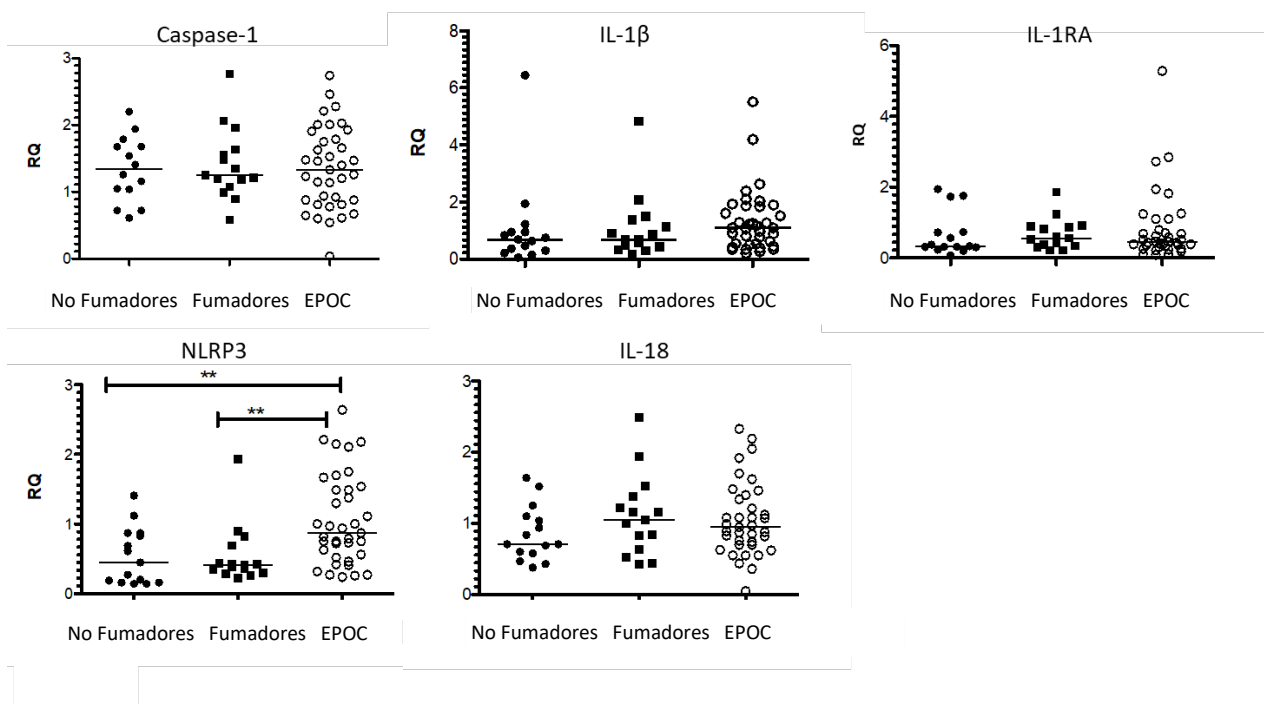 Caspase-1
3
2
1
0
RQ
No Fumadores Fumadores EPOC
IL-1β
8
6
4
2
0
RQ
No Fumadores Fumadores EPOC
IL-1RA
6
4
2
0
RQ
No Fumadores Fumadores EPOC
NLRP3
**
**
3
2
1
0
RQ
No Fumadores Fumadores EPOC
IL-18
3
2
1
0
No Fumadores Fumadores EPOC